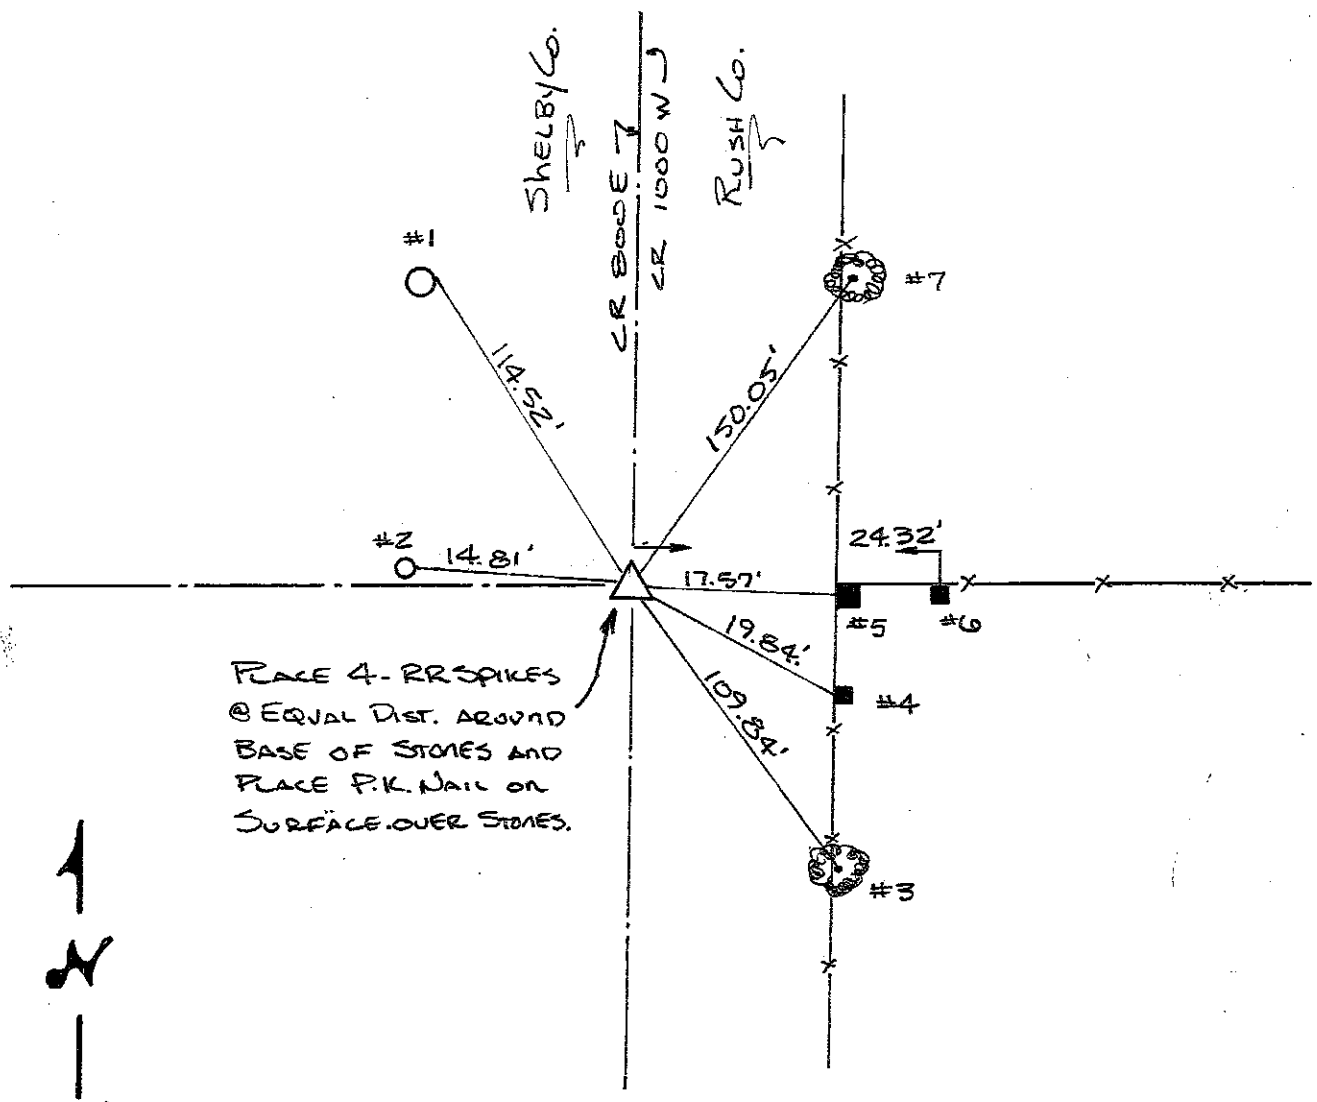 SHELBY Co.
CR 800E
CR 1000 W
RUSH Co.
#1
#7
114.52'
150.05'
#2
14.81'
24.32'
17.57'
#5
#6
19.84'
#4
109.84'
PLACE 4-RR SPIKES
@ EQUAL DIST. AROUND
BASE OF STONES AND
PLACE P.K. NAIL ON
SURFACE OVER STONES.
#3
N